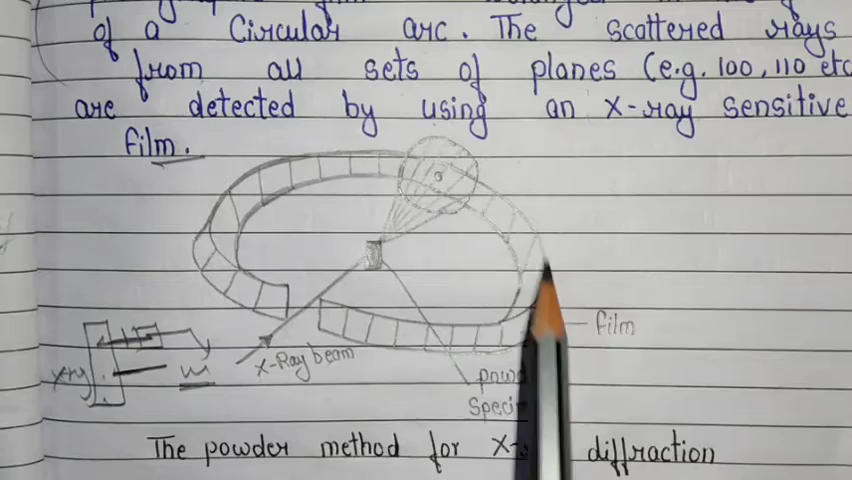 of a Circular arc. The scattered rays
from all sets of planes (e.g. 100, 110 etc
are detected by using an X-ray sensitive
film.
Film
X-Ray beam
The powder method for diffraction